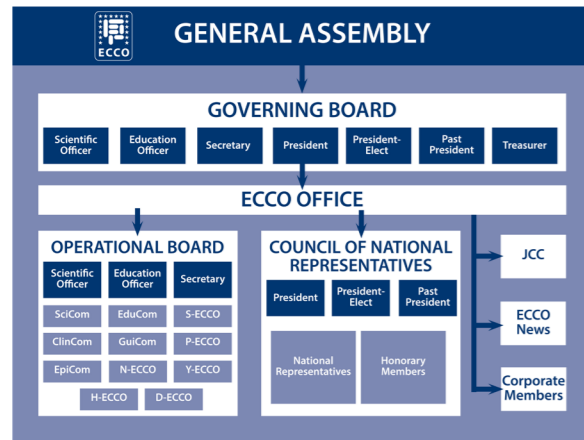 ECCO
GENERAL ASSEMBLY
GOVERNING BOARD
Scientific
Officer
Education
Officer
Secretary
President
President-
Elect
Past
President
Treasurer
ECCO OFFICE
OPERATIONAL BOARD
Scientific
Officer
Education
Officer
Secretary
SciCom
EduCom
S-ECCO
ClinCom
GuiCom
P-ECCO
EpiCom
N-ECCO
Y-ECCO
H-ECCO
D-ECCO
COUNCIL OF NATIONAL
REPRESENTATIVES
President
President-
Elect
Past
President
National
Representatives
Honorary
Members
JCC
ECCO
News
Corporate
Members